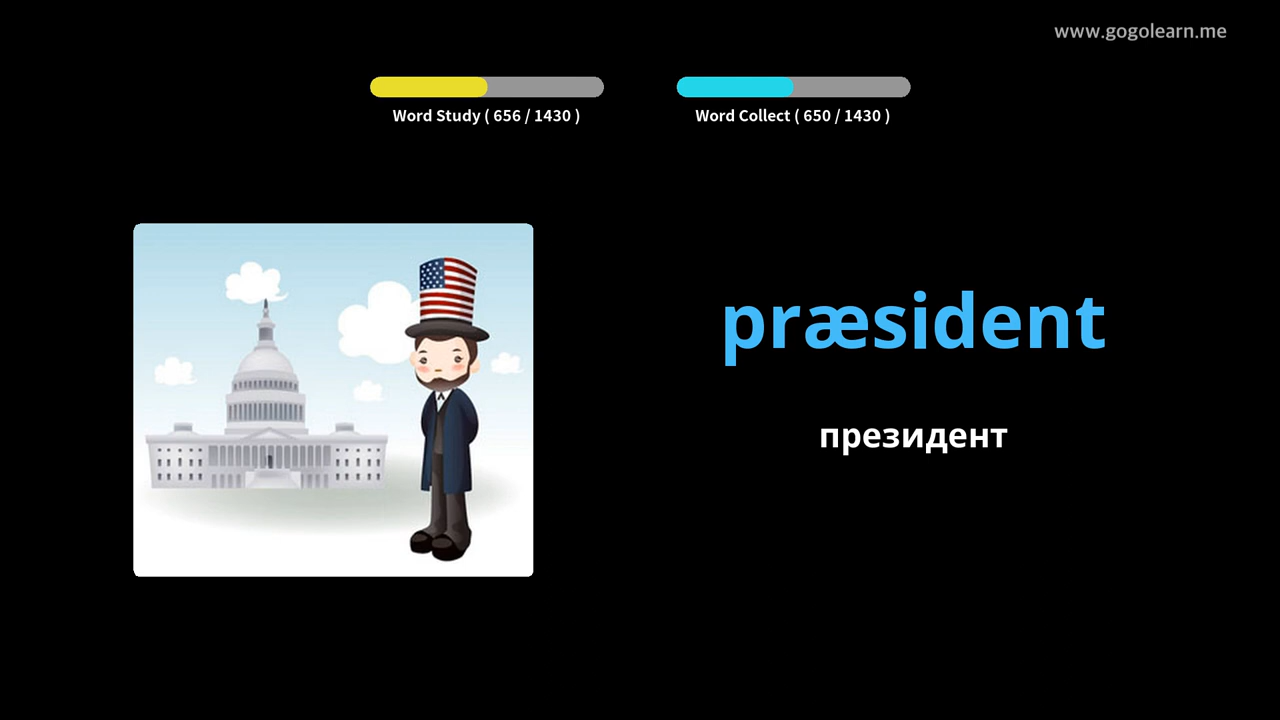 www.gogolearn.me
Word Study ( 656 / 1430 )
Word Collect ( 650 / 1430 )
præsident
президент